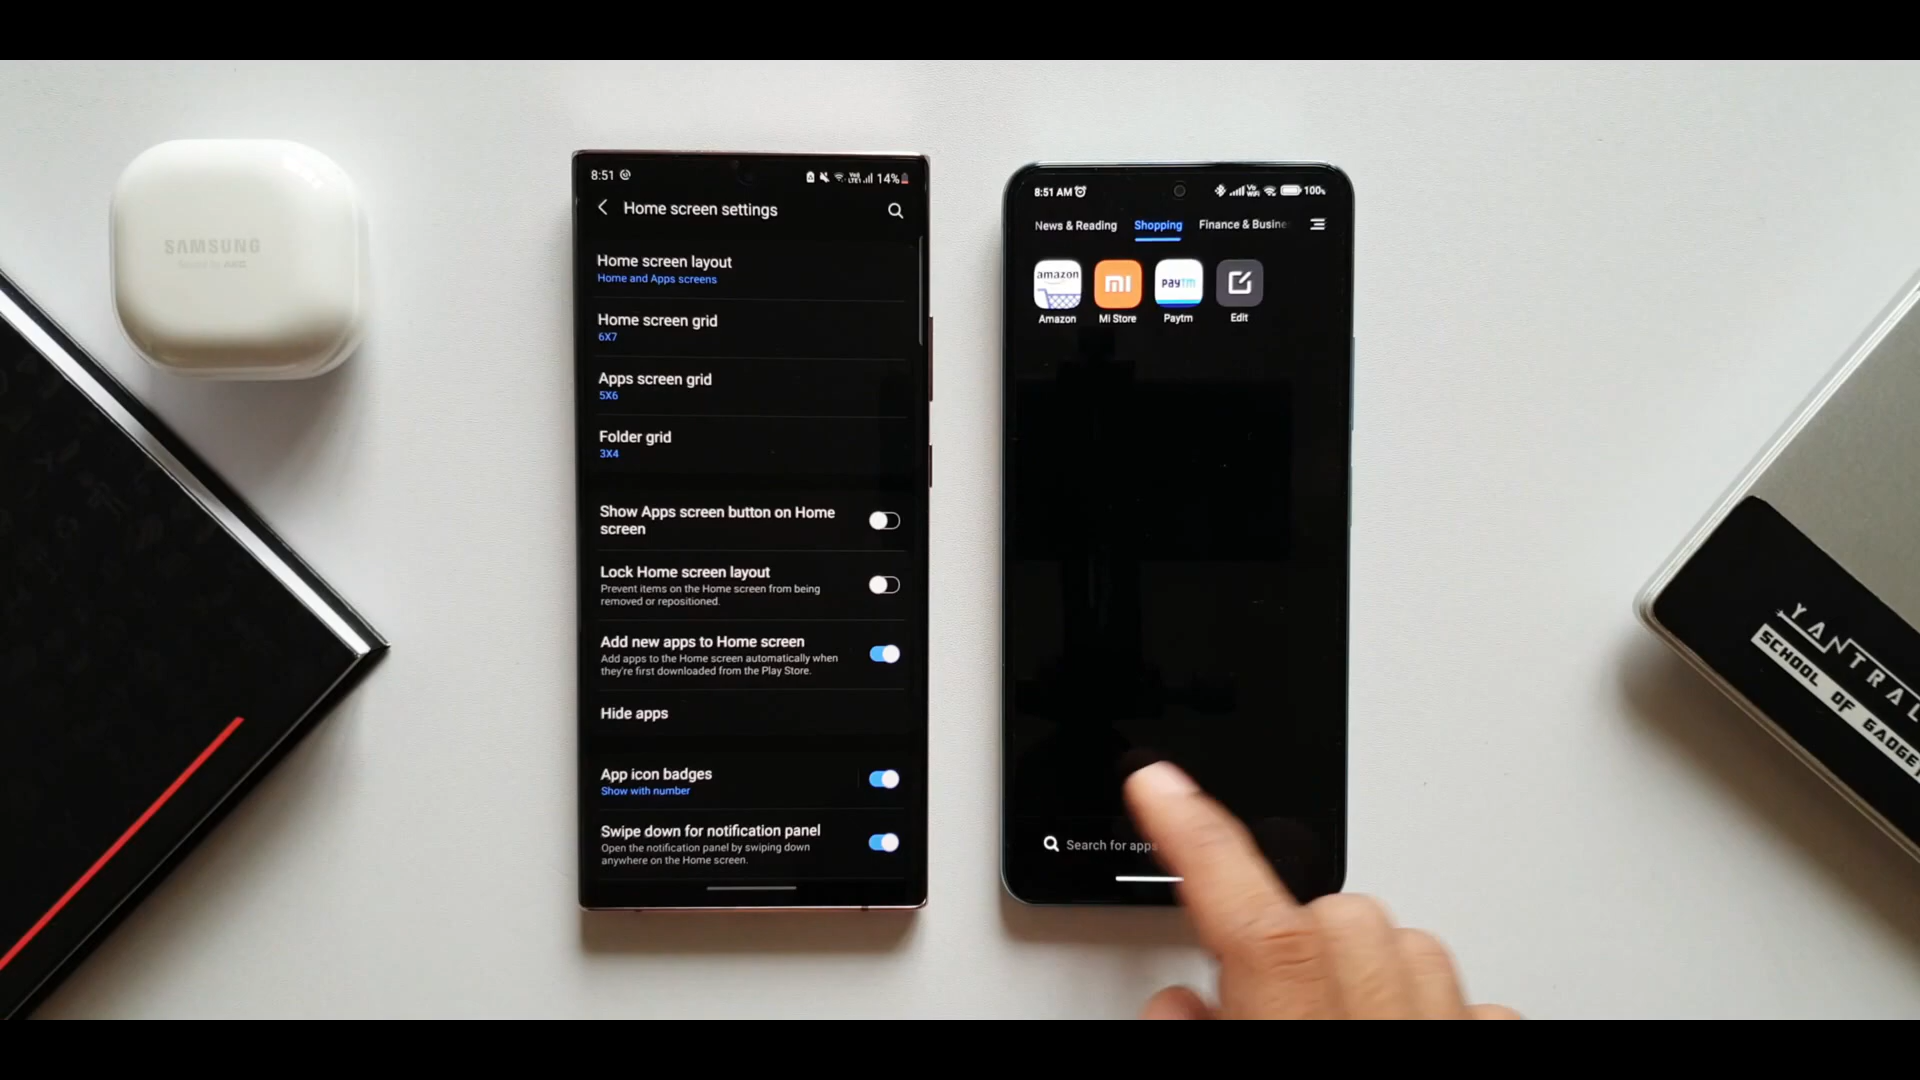 SAMSUNG
8:51
14%
Home screen settings
Home screen layout
Home and Apps screens
Home screen grid
6X7
Apps screen grid
5X6
Folder grid
3X4
Show Apps screen button on Home
screen
Lock Home screen layout
Prevent items on the Home screen from being
removed or repositioned.
Add new apps to Home screen
Add apps to the Home screen automatically when
they're first downloaded from the Play Store.
Hide apps
App icon badges
Show with number
Swipe down for notification panel
Open the notification panel by swiping down
anywhere on the Home screen.
8:51 AM
100%
News & Reading
Shopping
Finance & Busine
amazon
mi
paytm
Amazon
Mi Store
Paytm
Edit
Search for apps
YANTRAL
SCHOOL OF GADGET